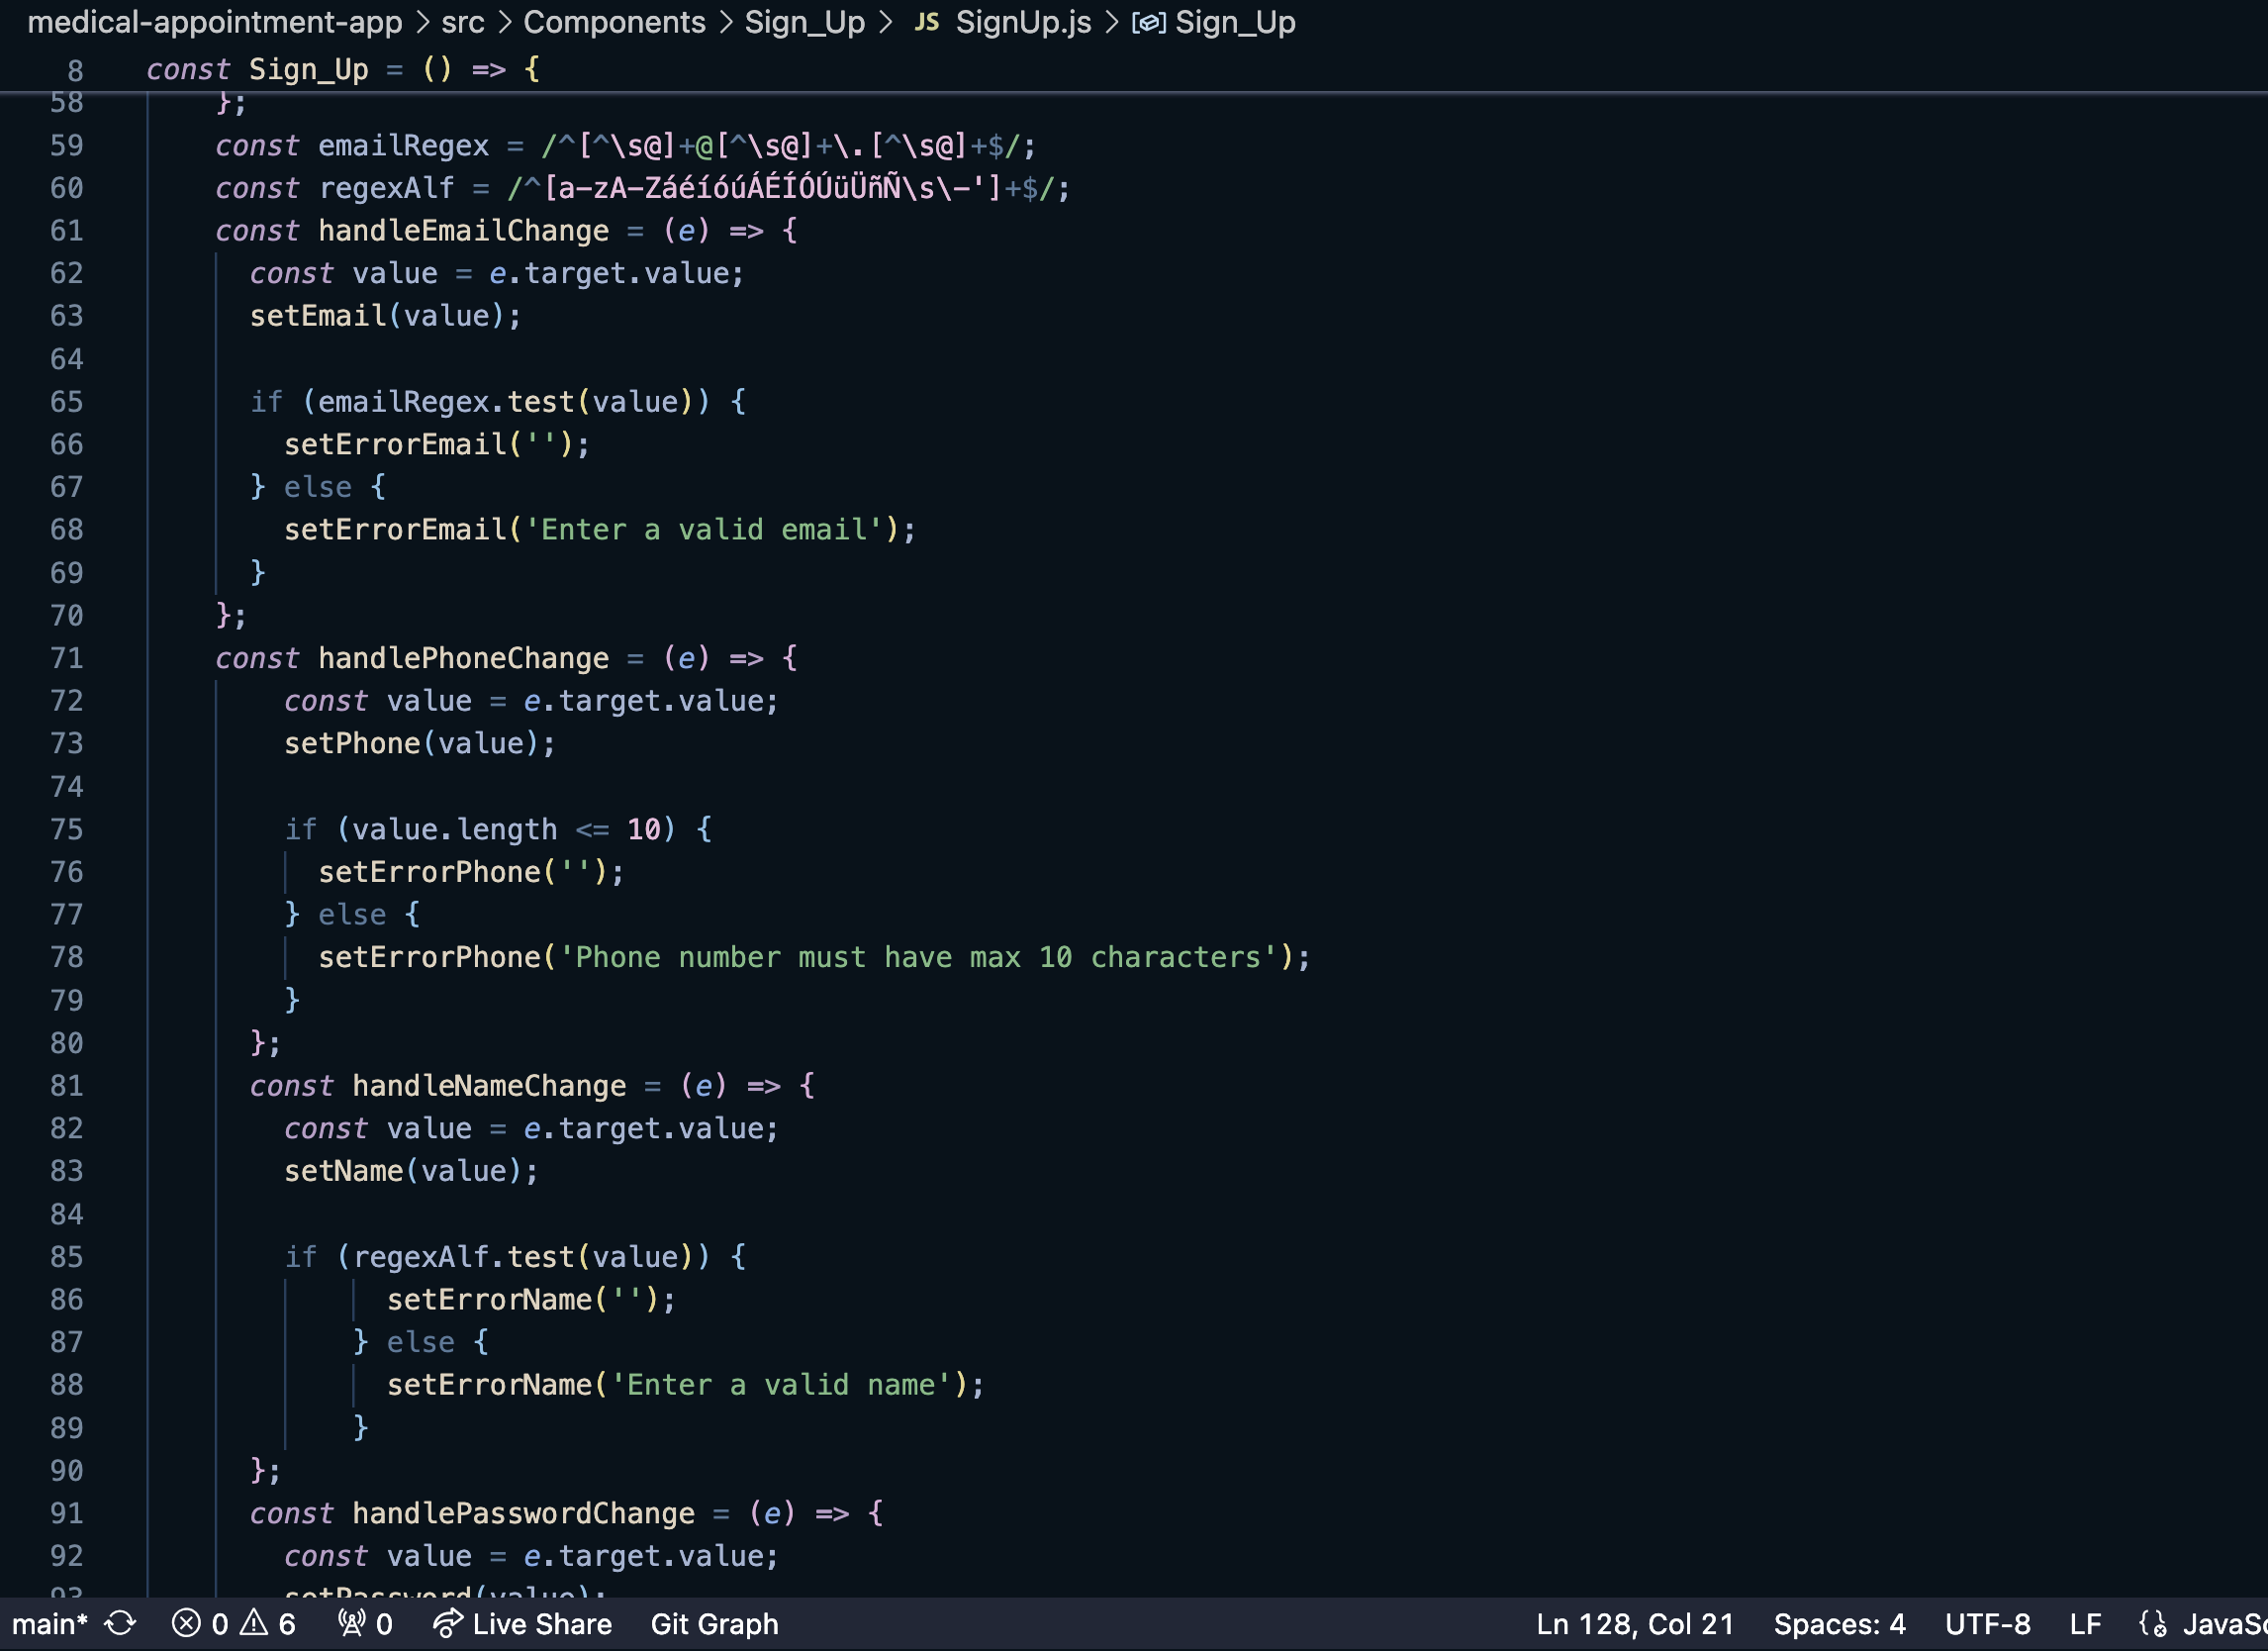 medical-appointment-app > src > Components > Sign_Up > JS SignUp.js > Sign_Up
8 const Sign_Up = () => {
58 };
59 const emailRegex = /^[^\s@]+@[^\s@]+\.[^\s@]+$/;
60 const regexAlf = /^[a-zA-ZáéíóúÁÉÍÓÚüÜñÑ\s\-']+$/;
61 const handleEmailChange = (e) => {
62 const value = e.target.value;
63 setEmail(value);
64
65 if (emailRegex.test(value)) {
66 setErrorEmail('');
67 } else {
68 setErrorEmail('Enter a valid email');
69 }
70 };
71 const handlePhoneChange = (e) => {
72 const value = e.target.value;
73 setPhone(value);
74
75 if (value.length <= 10) {
76 setErrorPhone('');
77 } else {
78 setErrorPhone('Phone number must have max 10 characters');
79 }
80 };
81 const handleNameChange = (e) => {
82 const value = e.target.value;
83 setName(value);
84
85 if (regexAlf.test(value)) {
86 setErrorName('');
87 } else {
88 setErrorName('Enter a valid name');
89 }
90 };
91 const handlePasswordChange = (e) => {
92 const value = e.target.value;
93 setPassword(value);
main* 0 6 0 Live Share Git Graph Ln 128, Col 21 Spaces: 4 UTF-8 LF JavaSc